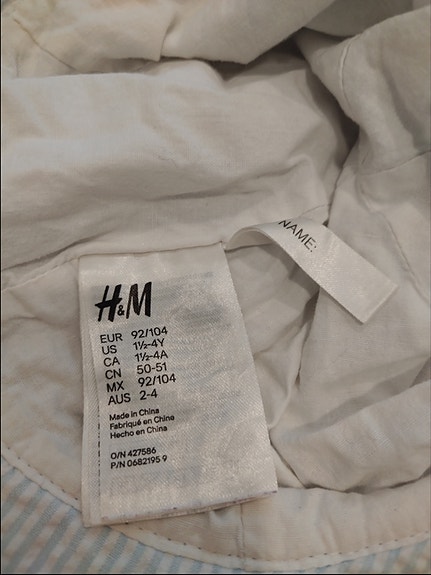 NAME:
H&M
EUR 92/104
US 1½-4Y
CA 1½-4A
CN 50-51
MX 92/104
AUS 2-4
Made in China
Fabriqué en Chine
Hecho en China
O/N 427586
P/N 0682195 9